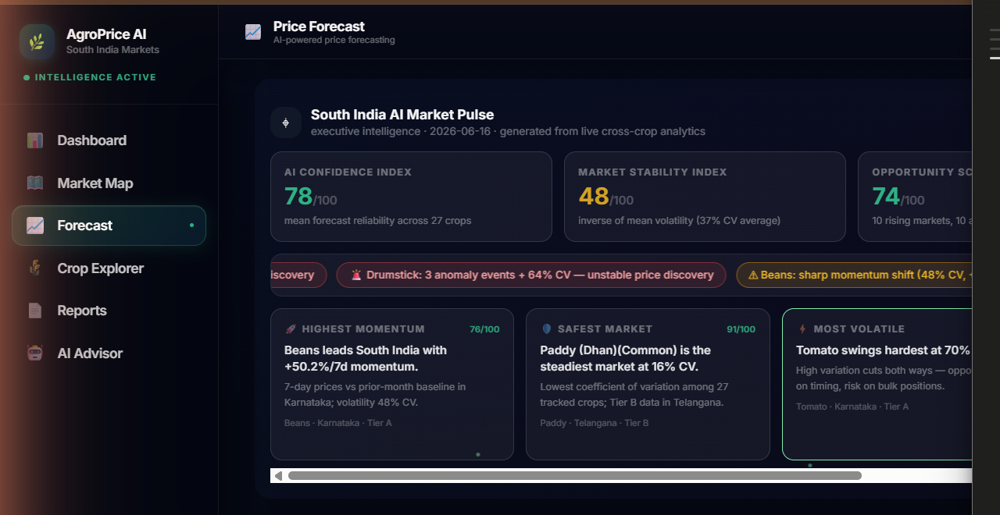 AgroPrice AI
South India Markets
INTELLIGENCE ACTIVE
Dashboard
Market Map
Forecast
Crop Explorer
Reports
AI Advisor
Price Forecast
AI-powered price forecasting
South India AI Market Pulse
executive intelligence · 2026-06-16 · generated from live cross-crop analytics
AI CONFIDENCE INDEX
78/100
mean forecast reliability across 27 crops
MARKET STABILITY INDEX
48/100
inverse of mean volatility (37% CV average)
OPPORTUNITY SC
74/100
10 rising markets, 10 a
iscovery
Drumstick: 3 anomaly events + 64% CV — unstable price discovery
Beans: sharp momentum shift (48% CV, +
HIGHEST MOMENTUM 76/100
Beans leads South India with
+50.2%/7d momentum.
7-day prices vs prior-month baseline in
Karnataka; volatility 48% CV.
Beans · Karnataka · Tier A
SAFEST MARKET 91/100
Paddy (Dhan)(Common) is the
steadiest market at 16% CV.
Lowest coefficient of variation among 27
tracked crops; Tier B data in Telangana.
Paddy · Telangana · Tier B
MOST VOLATILE
Tomato swings hardest at 70%
High variation cuts both ways — oppo
on timing, risk on bulk positions.
Tomato · Karnataka · Tier A